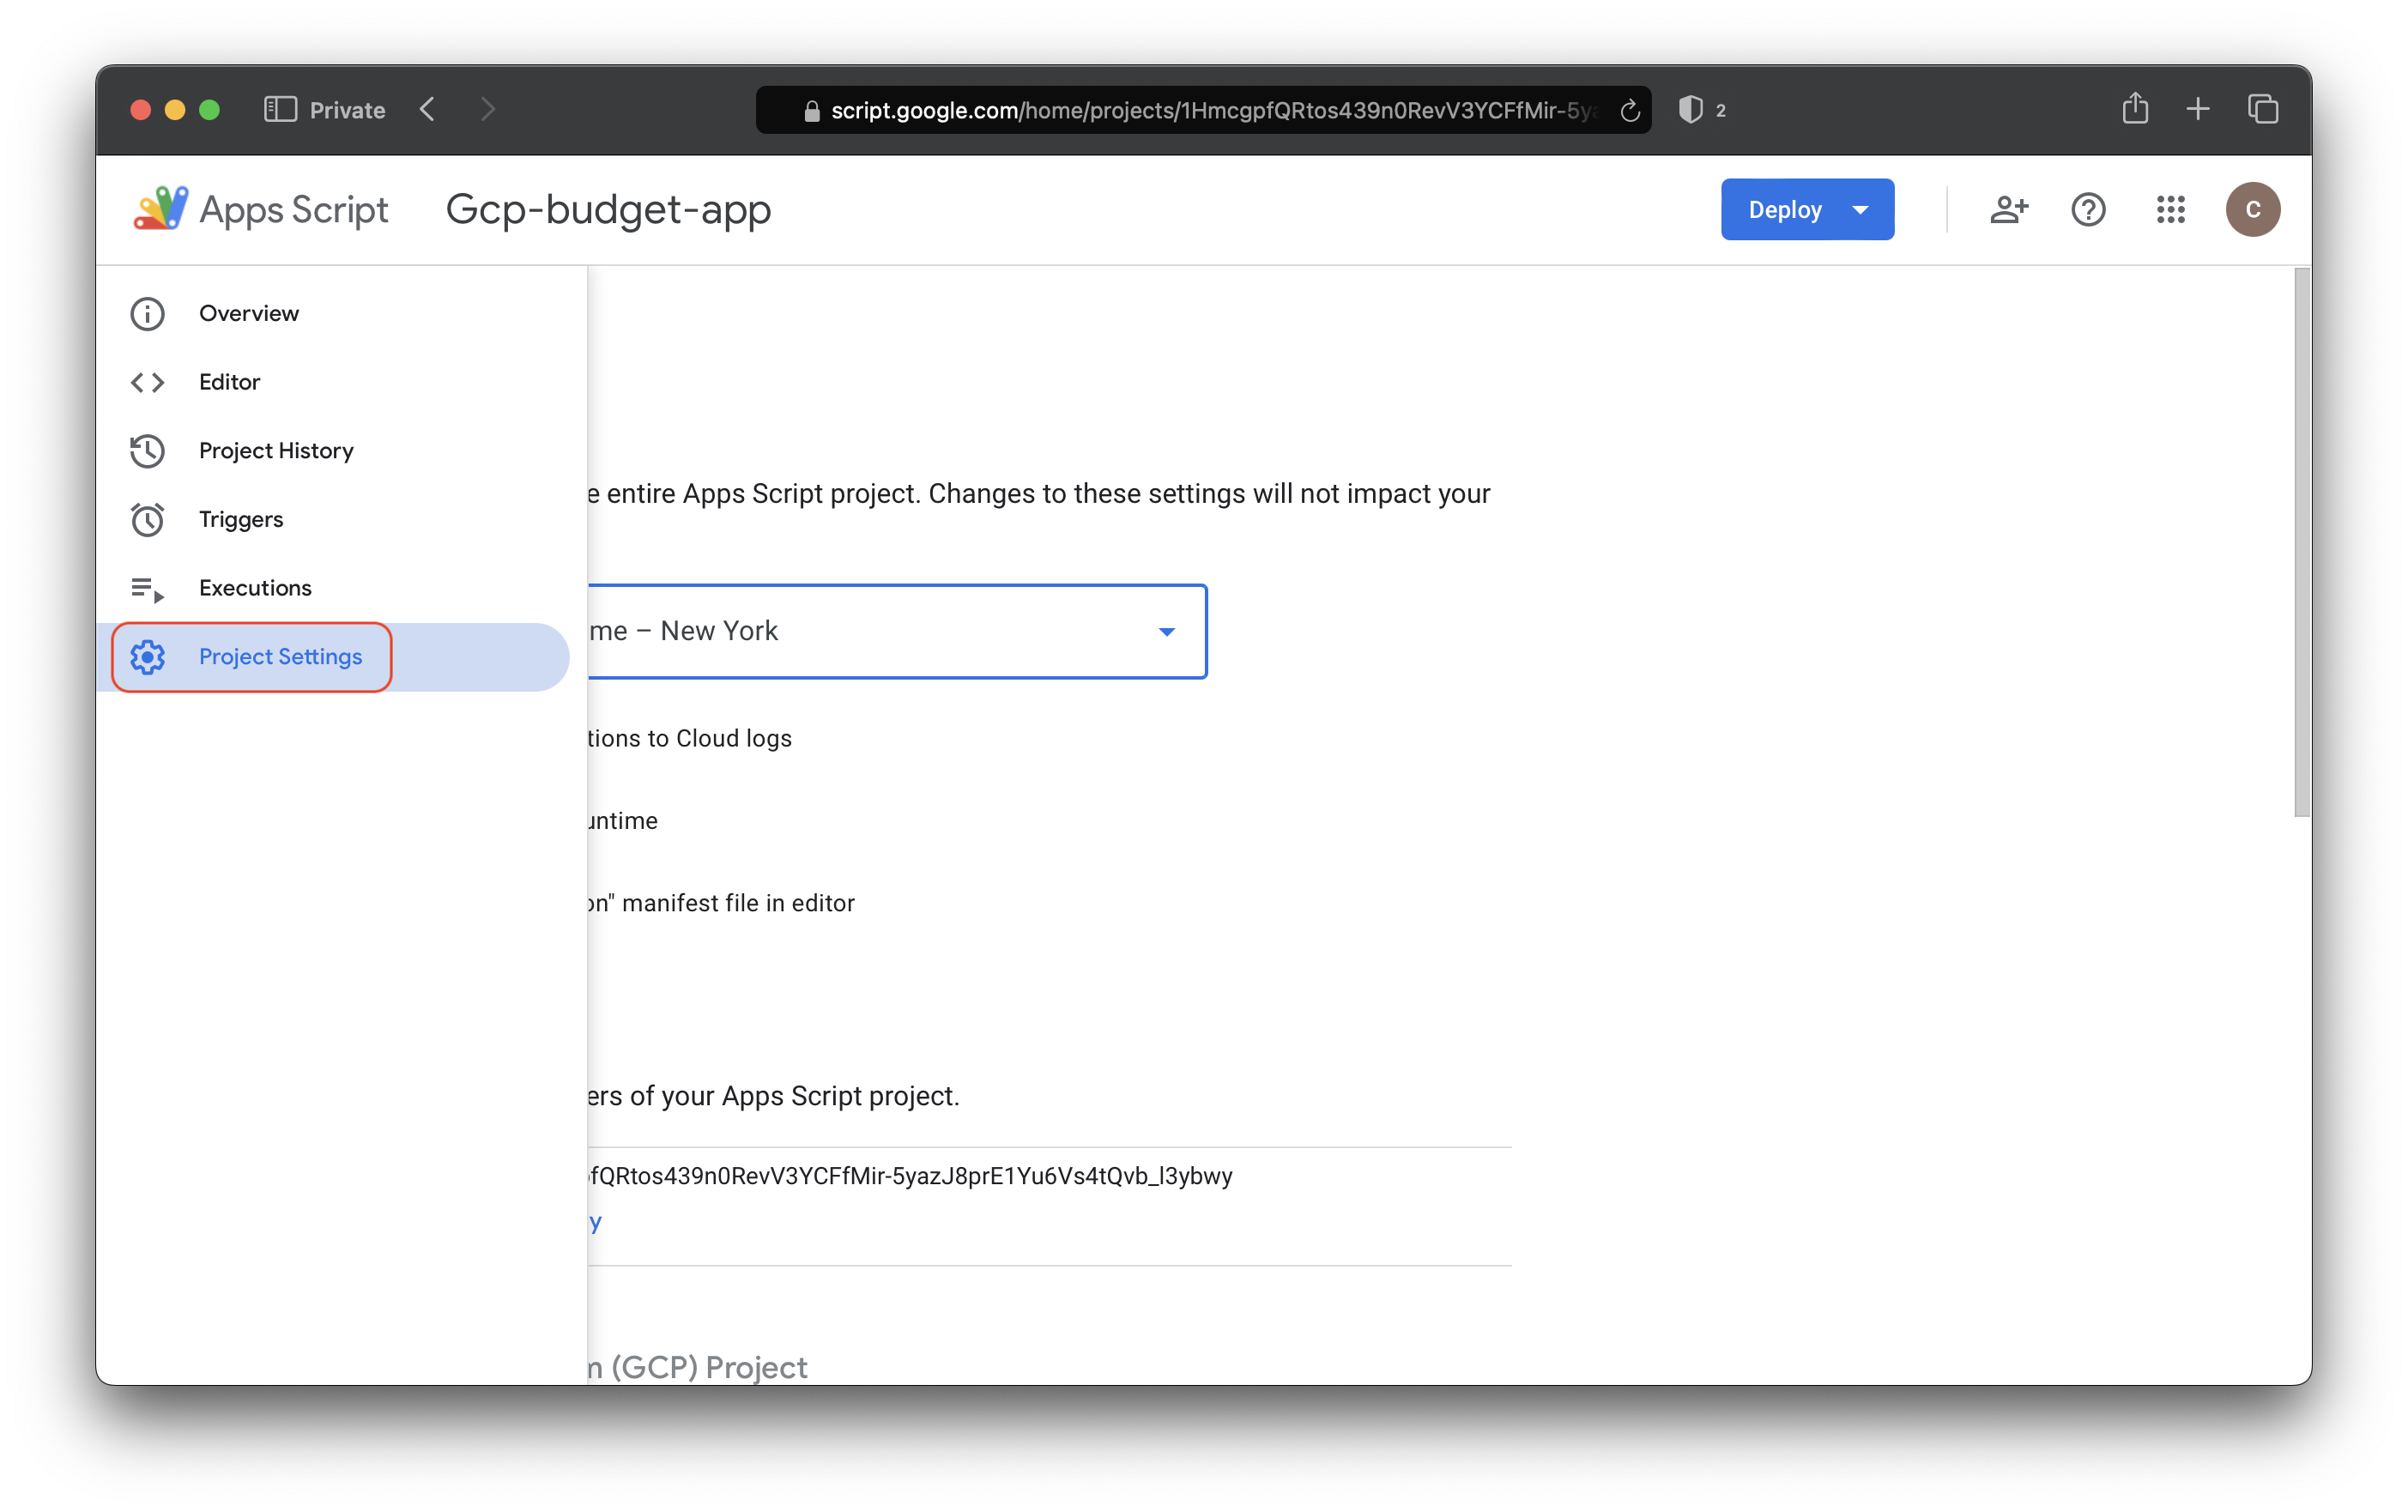 Private
script.google.com/home/projects/1HmcgpfQRtos439n0RevV3YCFfMir-5ya
2
Apps Script
Gcp-budget-app
Deploy
C
Overview
Editor
Project History
Triggers
Executions
Project Settings
e entire Apps Script project. Changes to these settings will not impact your
me – New York
tions to Cloud logs
untime
on" manifest file in editor
ers of your Apps Script project.
fQRtos439n0RevV3YCFfMir-5yazJ8prE1Yu6Vs4tQvb_l3ybwy
y
m (GCP) Project